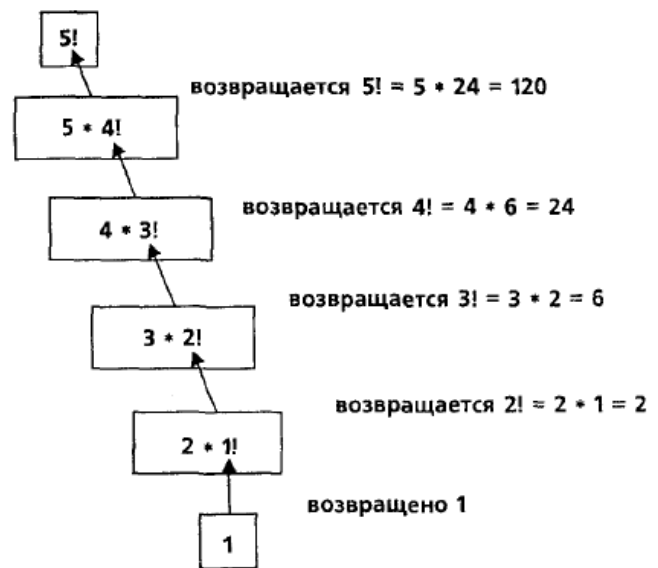 5!
возвращается 5! = 5 * 24 = 120
5 * 4!
возвращается 4! = 4 * 6 = 24
4 * 3!
возвращается 3! = 3 * 2 = 6
3 * 2!
возвращается 2! = 2 * 1 = 2
2 * 1!
возвращено 1
1